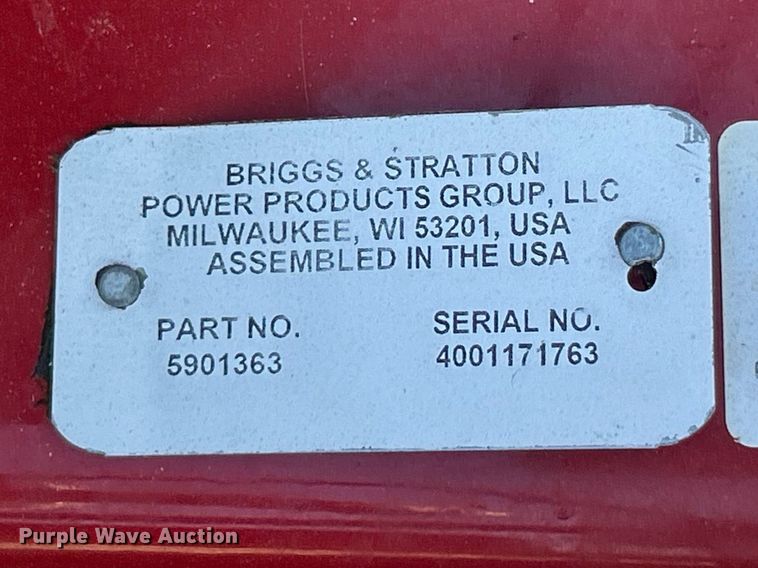 BRIGGS & STRATTON
POWER PRODUCTS GROUP, LLC
MILWAUKEE, WI 53201, USA
ASSEMBLED IN THE USA
PART NO.
5901363
SERIAL NO.
4001171763
Purple Wave Auction